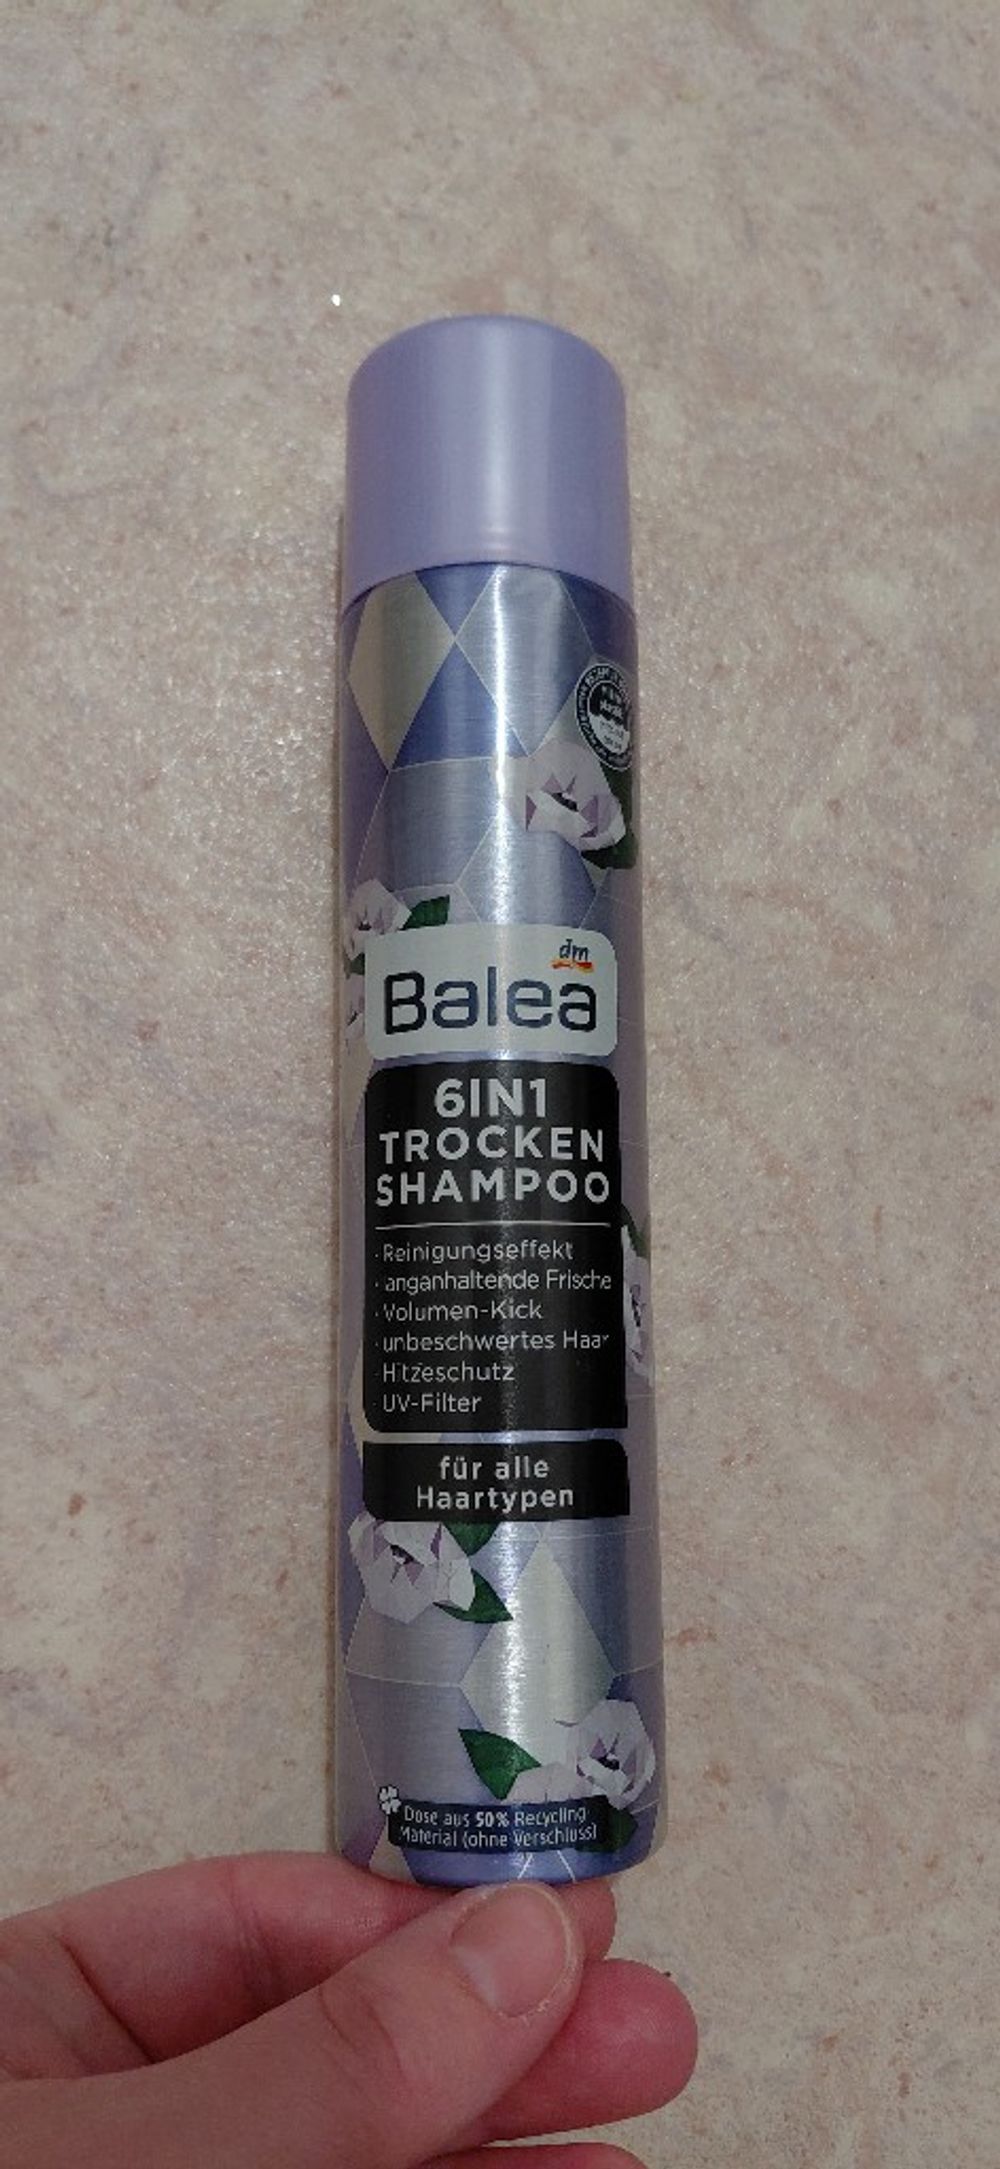 dm
Balea
6IN1
TROCKEN
SHAMPOO
· Reinigungseffekt
· anganhaltende Frische
· Volumen-Kick
· unbeschwertes Haar
· Hitzeschutz
· UV-Filter
für alle
Haartypen
Dose aus 50% Recycling
Material (ohne Verschluss)